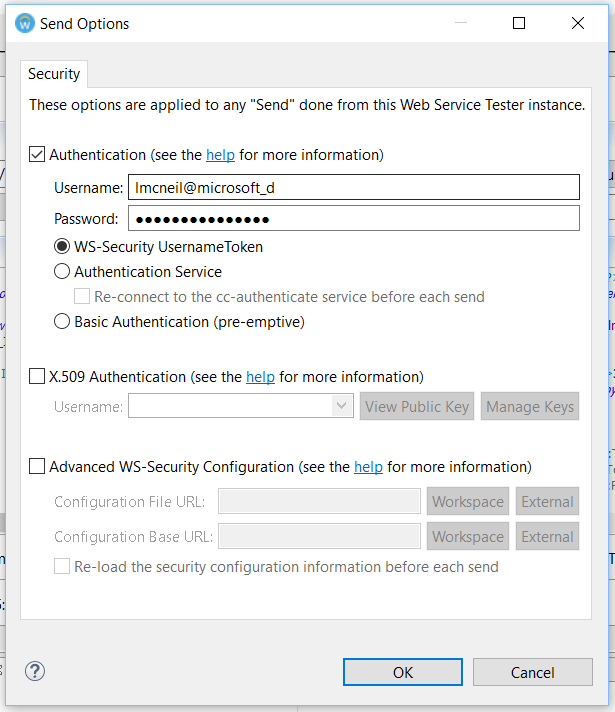 Send Options
Security
These options are applied to any "Send" done from this Web Service Tester instance.
Authentication (see the help for more information)
Username: lmcneil@microsoft_d
Password: ●●●●●●●●●●●●●●●
WS-Security UsernameToken
Authentication Service
Re-connect to the cc-authenticate service before each send
Basic Authentication (pre-emptive)
X.509 Authentication (see the help for more information)
Username: View Public Key Manage Keys
Advanced WS-Security Configuration (see the help for more information)
Configuration File URL: Workspace External
Configuration Base URL: Workspace External
Re-load the security configuration information before each send
OK Cancel